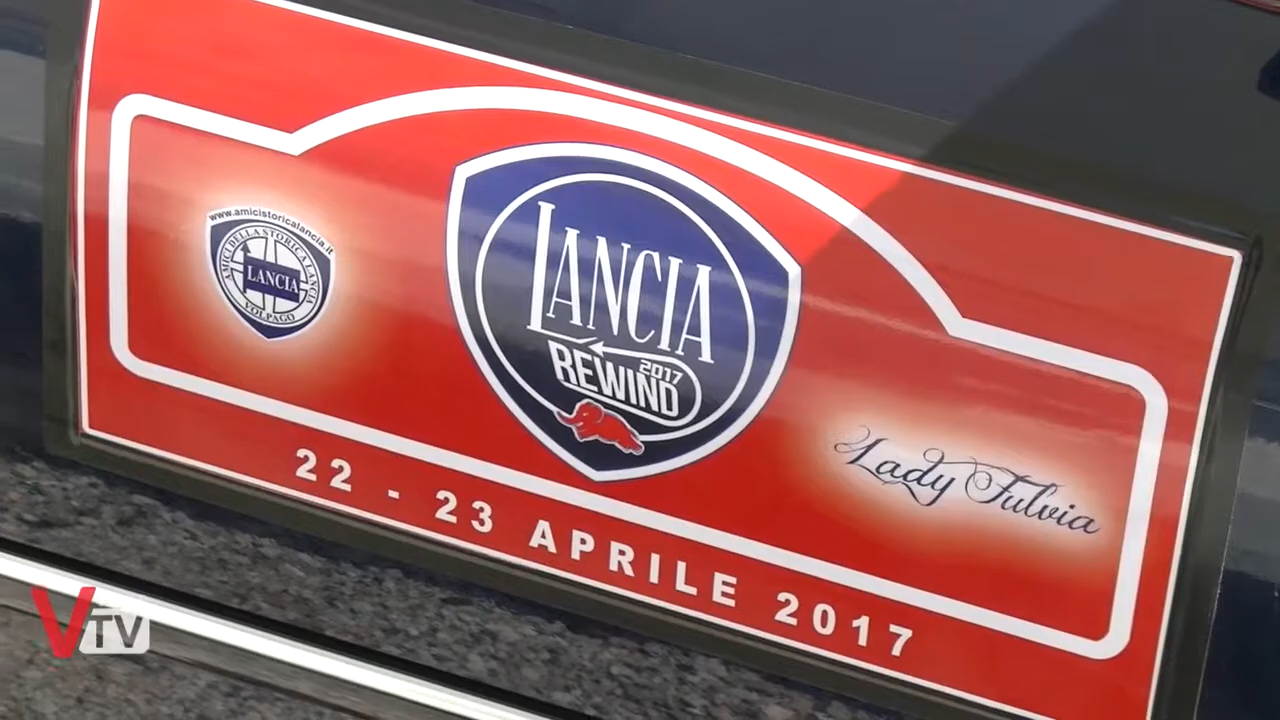 www.amicistoricalancia.it
AMICI DELLA STORICA LANCIA
LANCIA
VOLPAGO
LANCIA
2017
REWIND
Lady Fulvia
22 - 23 APRILE 2017
VTV